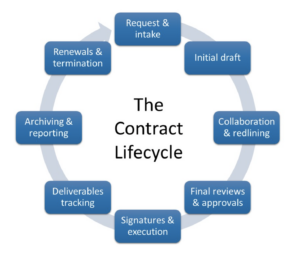 Request &
intake
Initial draft
Collaboration
& redlining
Final reviews
& approvals
Signatures &
execution
Deliverables
tracking
Archiving &
reporting
Renewals &
termination
The
Contract
Lifecycle